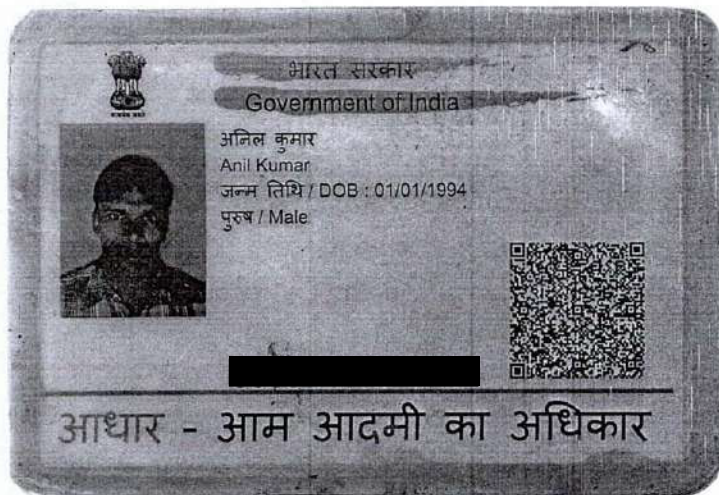 भारत सरकार
Government of India
अनिल कुमार
Anil Kumar
जन्म तिथि / DOB : 01/01/1994
पुरुष / Male
आधार - आम आदमी का अधिकार